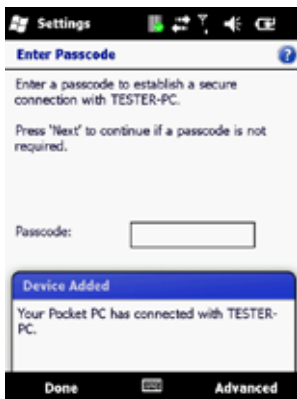 Settings
Enter Passcode
Enter a passcode to establish a secure
connection with TESTER-PC.
Press 'Next' to continue if a passcode is not
required.
Passcode:
Device Added
Your Pocket PC has connected with TESTER-
PC.
Done Advanced